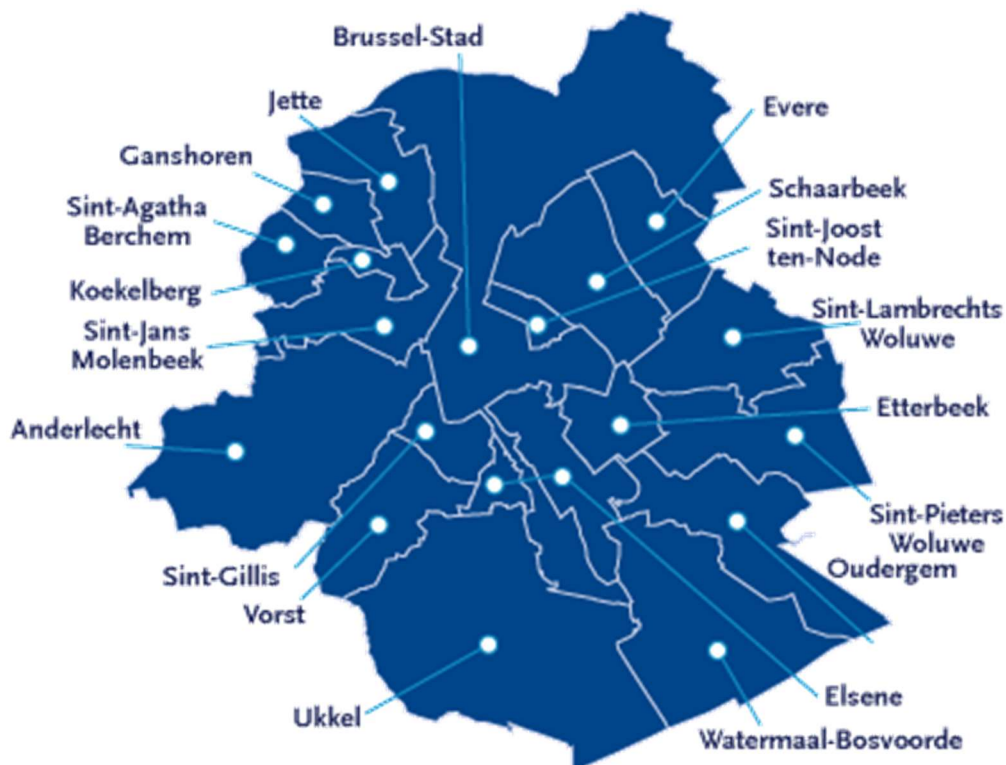 Brussel-Stad
Jette
Ganshoren
Sint-Agatha
Berchem
Koekelberg
Sint-Jans
Molenbeek
Anderlecht
Sint-Gillis
Vorst
Ukkel
Evere
Schaarbeek
Sint-Joost
ten-Node
Sint-Lambrechts
Woluwe
Etterbeek
Sint-Pieters
Woluwe
Oudergem
Elsene
Watermaal-Bosvoorde